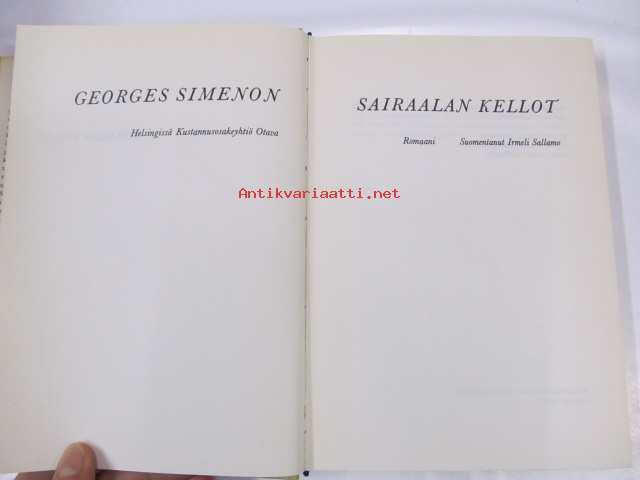 GEORGES SIMENON
Helsingissä Kustannusosakeyhtiö Otava
SAIRAALAN KELLOT
Romaani Suomentanut Irmeli Sallamo
Antikvariaatti.net